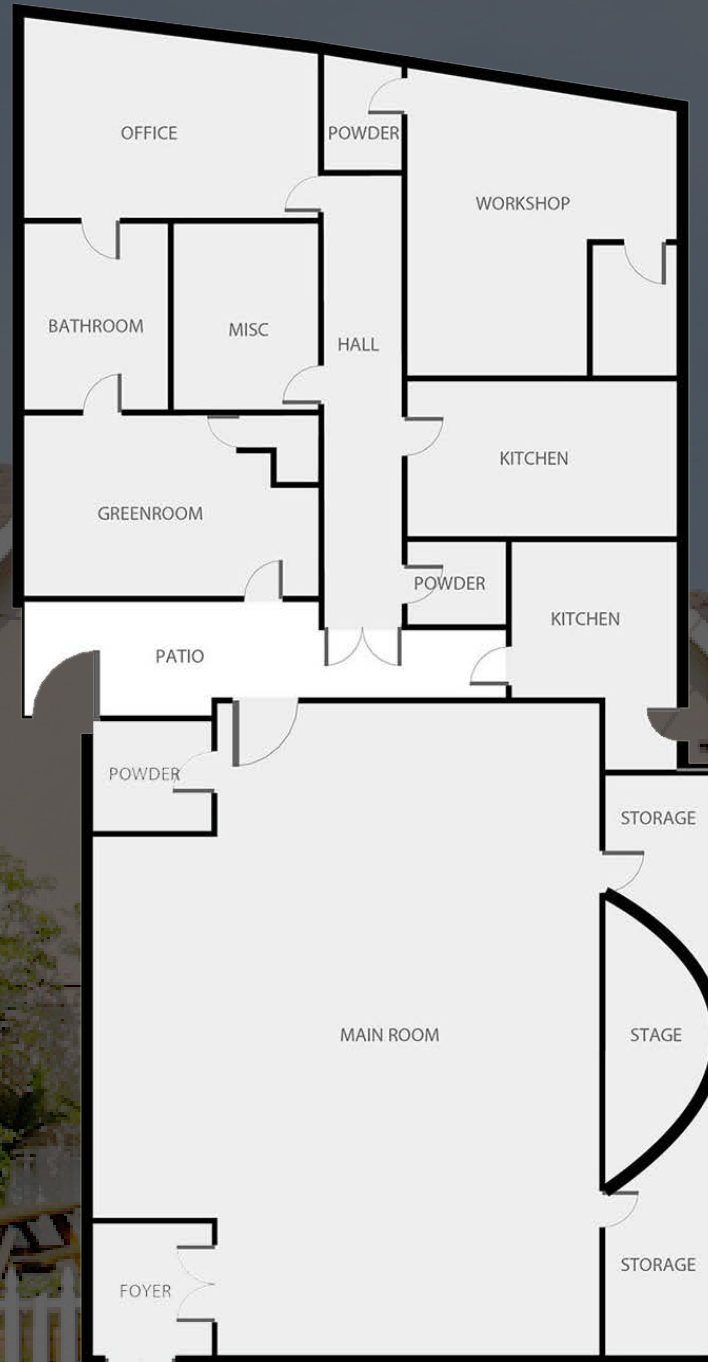 OFFICE
POWDER
WORKSHOP
BATHROOM
MISC
HALL
KITCHEN
GREENROOM
POWDER
KITCHEN
PATIO
POWDER
STORAGE
MAIN ROOM
STAGE
STORAGE
FOYER